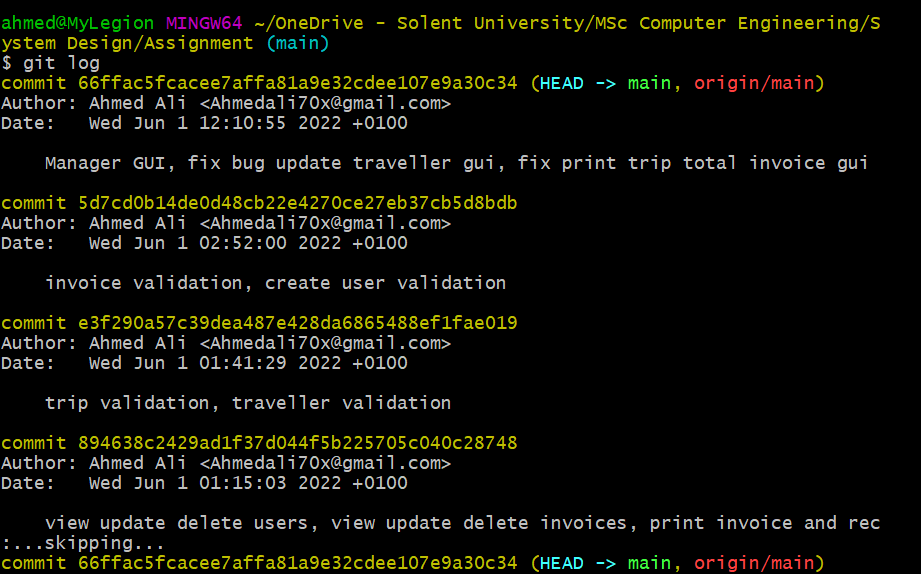 ahmed@MyLegion MINGW64 ~/OneDrive - Solent University/MSc Computer Engineering/S
ystem Design/Assignment (main)
$ git log
commit 66ffac5fcacee7affa81a9e32cdee107e9a30c34 (HEAD -> main, origin/main)
Author: Ahmed Ali <Ahmedali70x@gmail.com>
Date:   Wed Jun 1 12:10:55 2022 +0100
    Manager GUI, fix bug update traveller gui, fix print trip total invoice gui
commit 5d7cd0b14de0d48cb22e4270ce27eb37cb5d8bdb
Author: Ahmed Ali <Ahmedali70x@gmail.com>
Date:   Wed Jun 1 02:52:00 2022 +0100
    invoice validation, create user validation
commit e3f290a57c39dea487e428da6865488ef1fae019
Author: Ahmed Ali <Ahmedali70x@gmail.com>
Date:   Wed Jun 1 01:41:29 2022 +0100
    trip validation, traveller validation
commit 894638c2429ad1f37d044f5b225705c040c28748
Author: Ahmed Ali <Ahmedali70x@gmail.com>
Date:   Wed Jun 1 01:15:03 2022 +0100
    view update delete users, view update delete invoices, print invoice and rec
:...skipping...
commit 66ffac5fcacee7affa81a9e32cdee107e9a30c34 (HEAD -> main, origin/main)